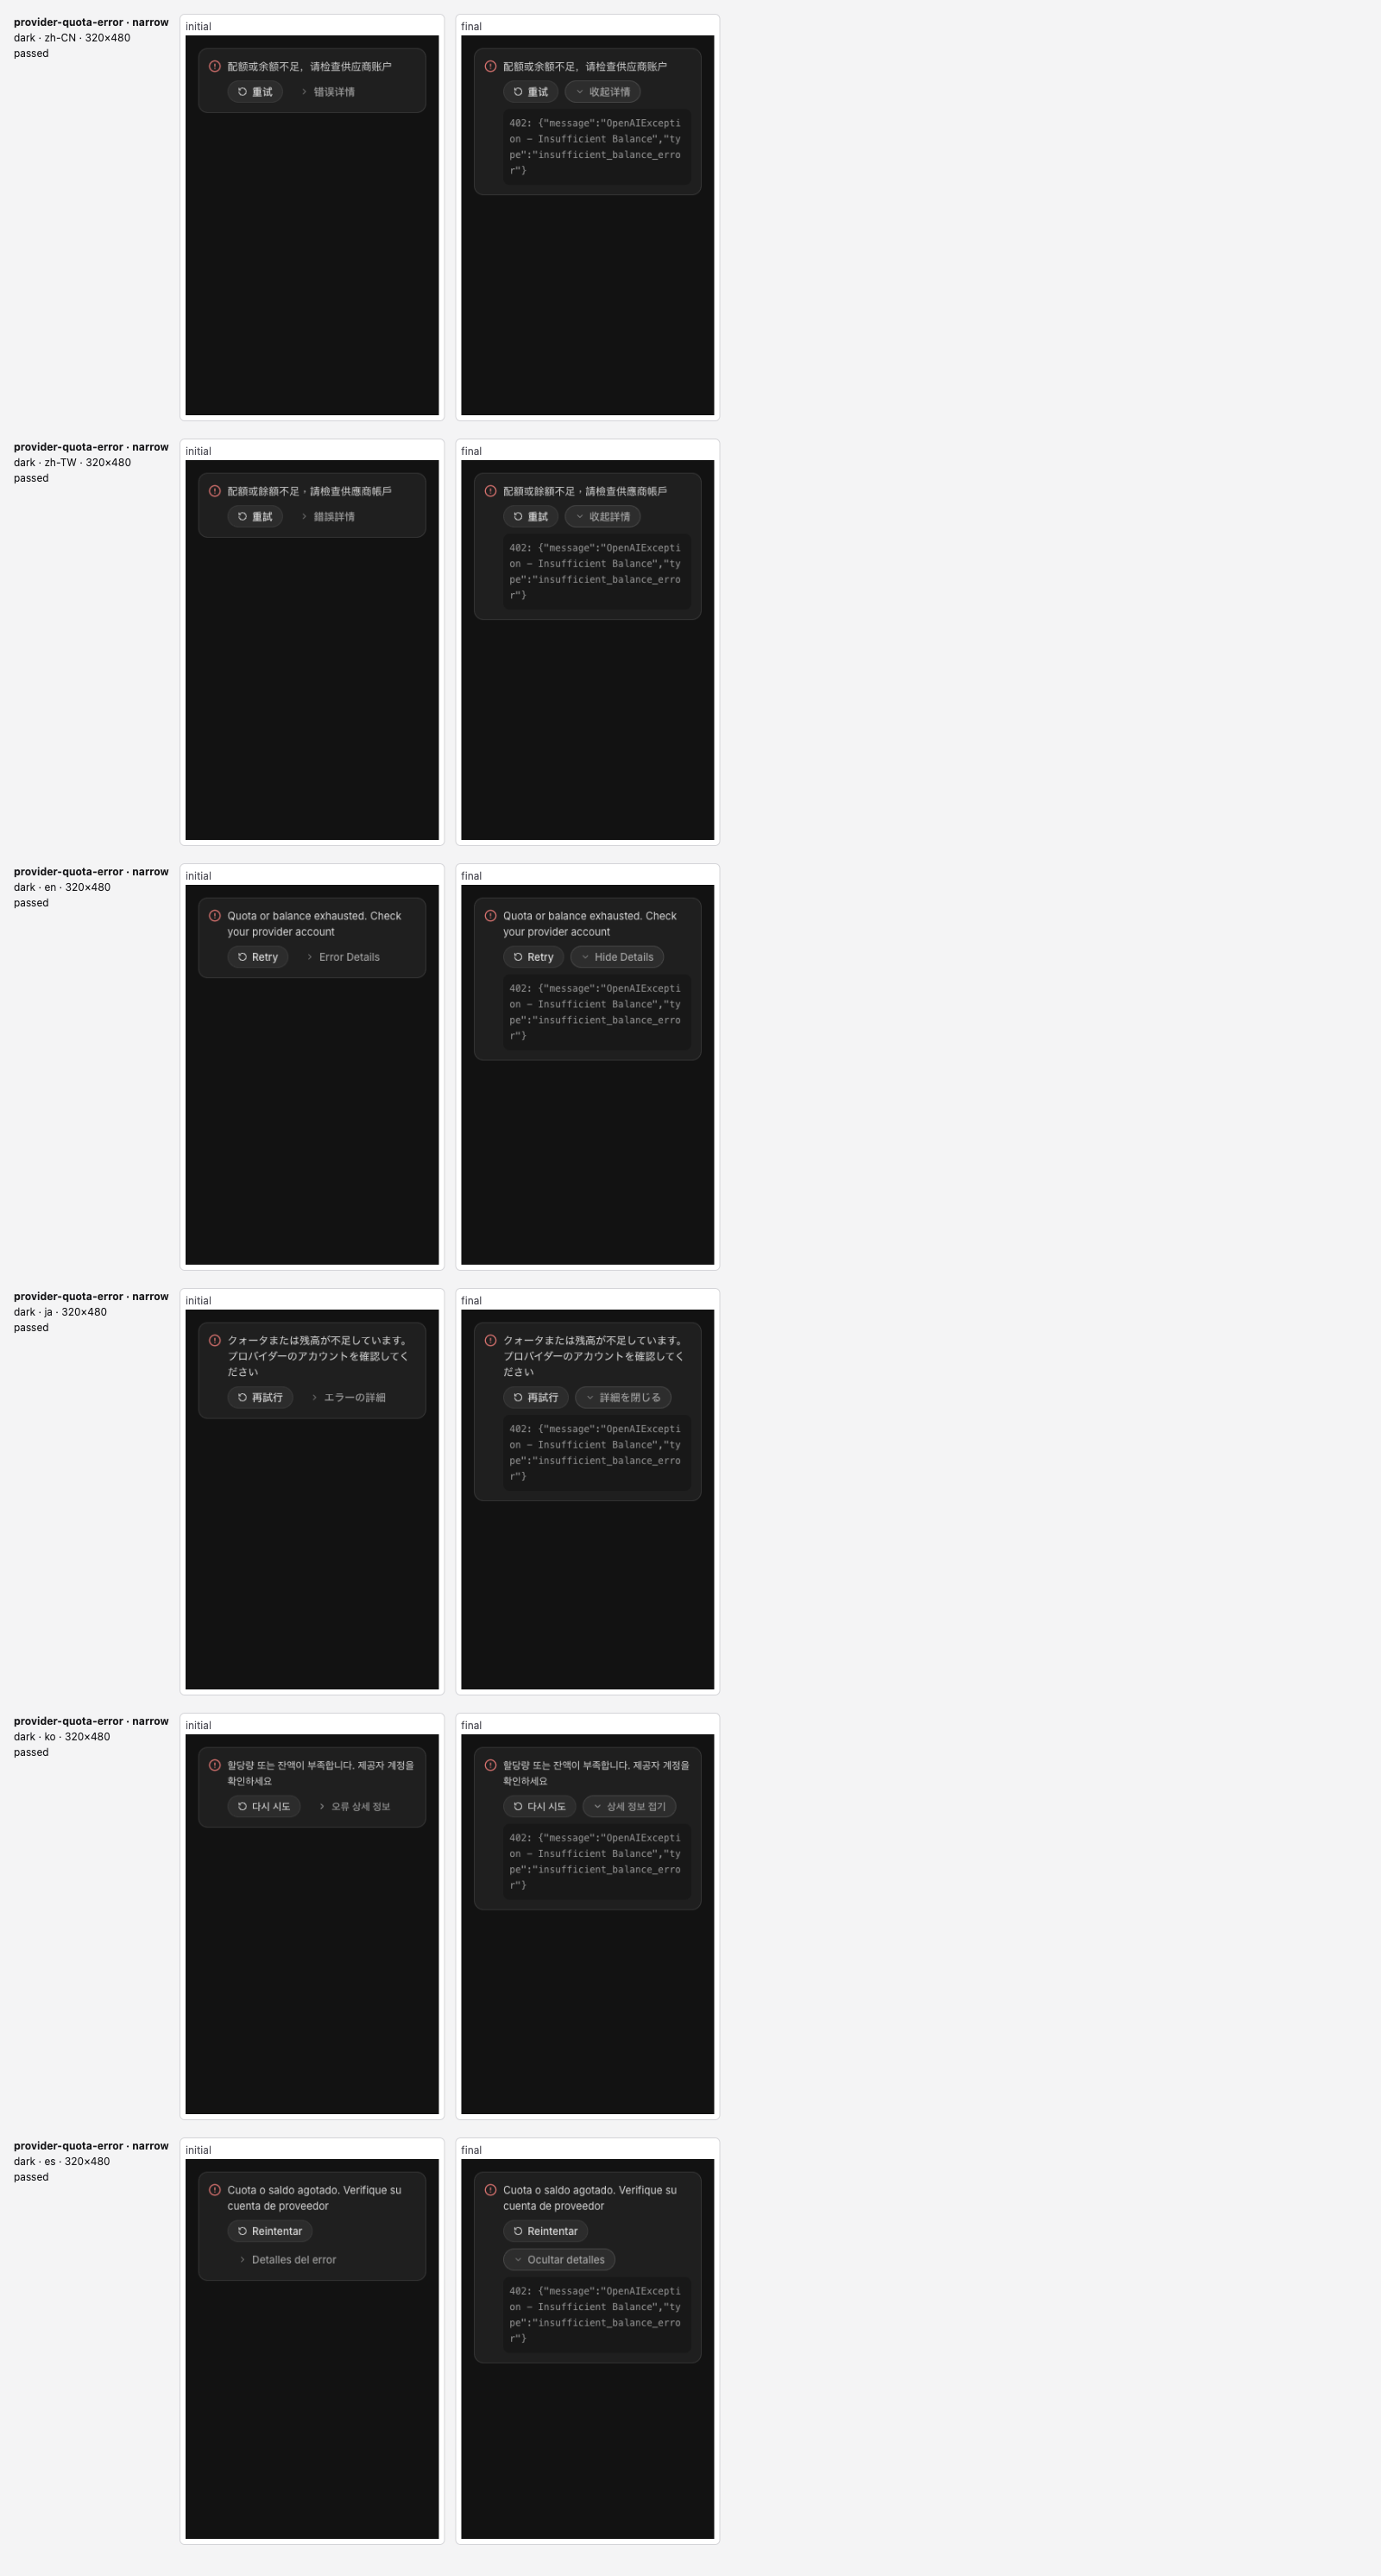 provider-quota-error · narrow
dark · zh-CN · 320×480
passed
initial
配额或余额不足，请检查供应商账户
重试
错误详情
final
配额或余额不足，请检查供应商账户
重试
收起详情
402: {"message":"OpenAIExcepti
on – Insufficient Balance","ty
pe":"insufficient_balance_erro
r"}
provider-quota-error · narrow
dark · zh-TW · 320×480
passed
initial
配額或餘額不足，請檢查供應商帳戶
重試
錯誤詳情
final
配額或餘額不足，請檢查供應商帳戶
重試
收起詳情
402: {"message":"OpenAIExcepti
on – Insufficient Balance","ty
pe":"insufficient_balance_erro
r"}
provider-quota-error · narrow
dark · en · 320×480
passed
initial
Quota or balance exhausted. Check
your provider account
Retry
Error Details
final
Quota or balance exhausted. Check
your provider account
Retry
Hide Details
402: {"message":"OpenAIExcepti
on – Insufficient Balance","ty
pe":"insufficient_balance_erro
r"}
provider-quota-error · narrow
dark · ja · 320×480
passed
initial
クォータまたは残高が不足しています。
プロバイダーのアカウントを確認してく
ださい
再試行
エラーの詳細
final
クォータまたは残高が不足しています。
プロバイダーのアカウントを確認してく
ださい
再試行
詳細を閉じる
402: {"message":"OpenAIExcepti
on – Insufficient Balance","ty
pe":"insufficient_balance_erro
r"}
provider-quota-error · narrow
dark · ko · 320×480
passed
initial
할당량 또는 잔액이 부족합니다. 제공자 계정을
확인하세요
다시 시도
오류 상세 정보
final
할당량 또는 잔액이 부족합니다. 제공자 계정을
확인하세요
다시 시도
상세 정보 접기
402: {"message":"OpenAIExcepti
on – Insufficient Balance","ty
pe":"insufficient_balance_erro
r"}
provider-quota-error · narrow
dark · es · 320×480
passed
initial
Cuota o saldo agotado. Verifique su
cuenta de proveedor
Reintentar
Detalles del error
final
Cuota o saldo agotado. Verifique su
cuenta de proveedor
Reintentar
Ocultar detalles
402: {"message":"OpenAIExcepti
on – Insufficient Balance","ty
pe":"insufficient_balance_erro
r"}